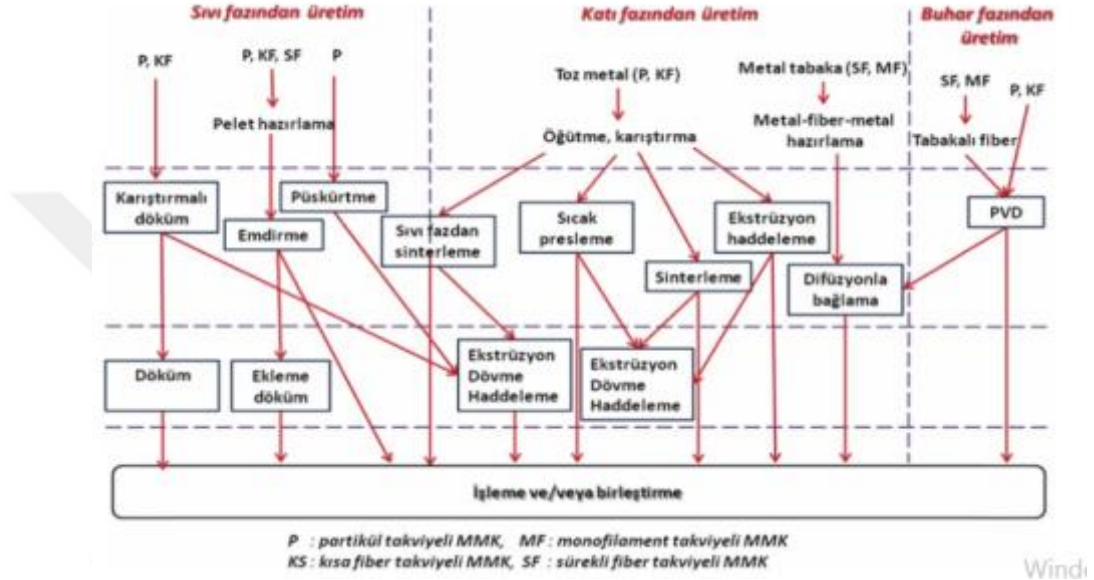 Sıvı fazından üretim
Katı fazından üretim
Buhar fazından
üretim
P, KF
P, KF, SF
P
Pelet hazırlama
Toz metal (P, KF)
Öğütme, karıştırma
Metal tabaka (SF, MF)
Metal-fiber-metal
hazırlama
SF, MF
P, KF
Tabakalı fiber
Karıştırmalı
döküm
Emdirme
Püskürtme
Sıvı fazdan
sinterleme
Sıcak
presleme
Sinterleme
Ekstrüzyon
haddeleme
Difüzyonla
bağlama
PVD
Döküm
Ekleme
döküm
Ekstrüzyon
Dövme
Haddeleme
Ekstrüzyon
Dövme
Haddeleme
İşleme ve/veya birleştirme
P : partikül takviyeli MMK, MF : monofilament takviyeli MMK
KS : kısa fiber takviyeli MMK, SF : sürekli fiber takviyeli MMK